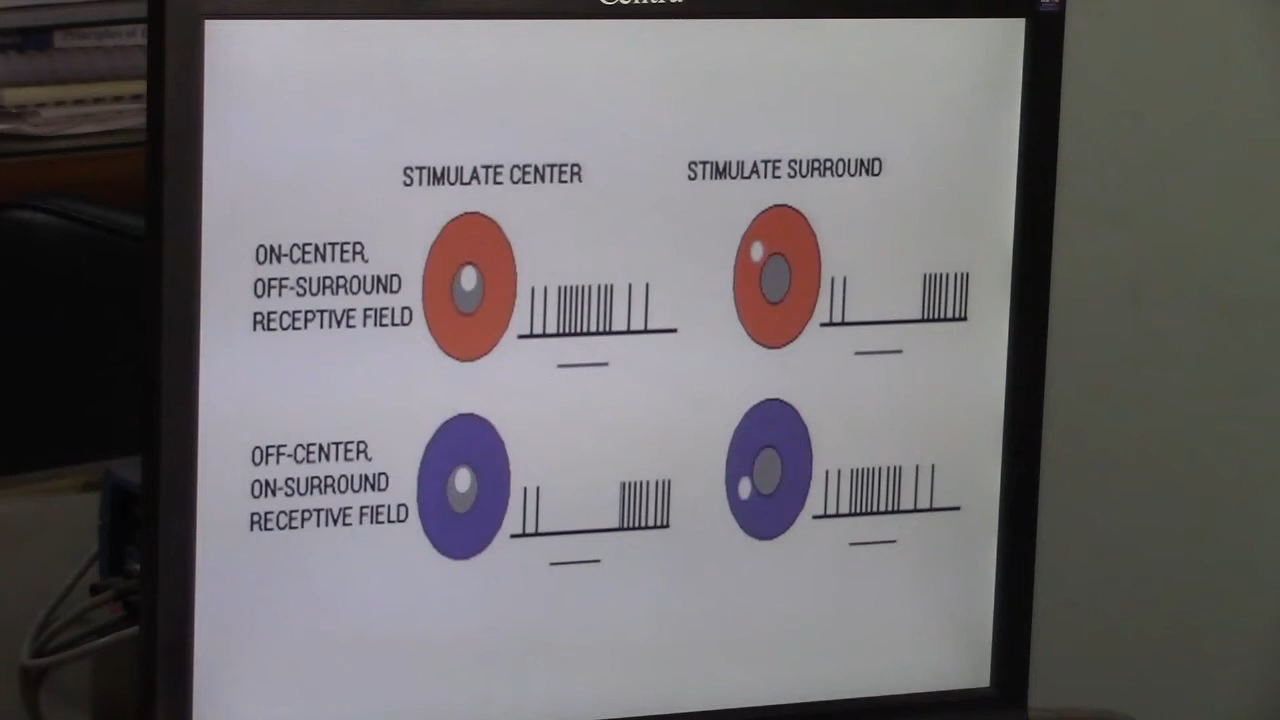 STIMULATE CENTER
STIMULATE SURROUND
ON-CENTER,
OFF-SURROUND
RECEPTIVE FIELD
OFF-CENTER,
ON-SURROUND
RECEPTIVE FIELD